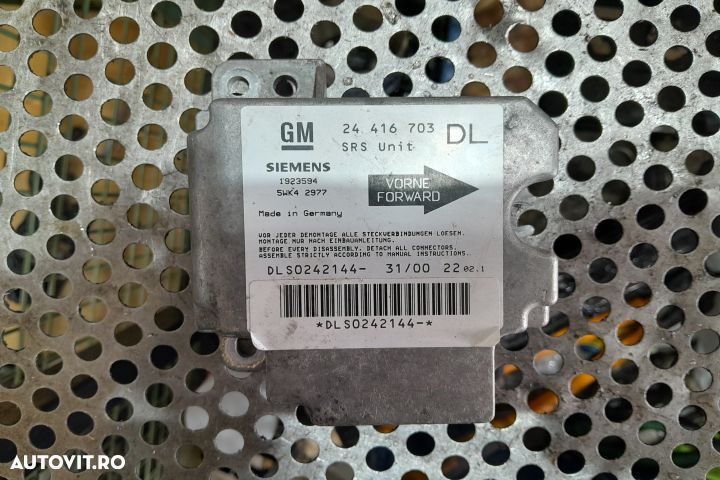 GM 24 416 703 DL
SRS Unit
SIEMENS
1923594
5WK4 2977
VORNE
FORWARD
Made in Germany
VOR JEDER DEMONTAGE ALLE STECKVERBINDUNGEN LOESEN.
MONTAGE NUR NACH EINBAUANLEITUNG.
BEFORE EVERY DISASSEMBLY. DETACH ALL CONNECTORS.
ASSEMBLE STRICTLY ACCORDING TO MANUAL INSTRUCTIONS.
DLS0242144- 31/00 22 02.1
*DLS0242144-*
AUTOVIT.RO